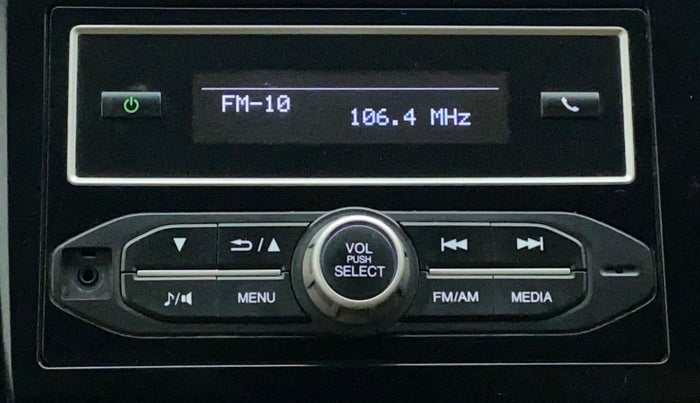 FM-10
106.4 MHz
VOL
PUSH
SELECT
MENU
FM/AM
MEDIA